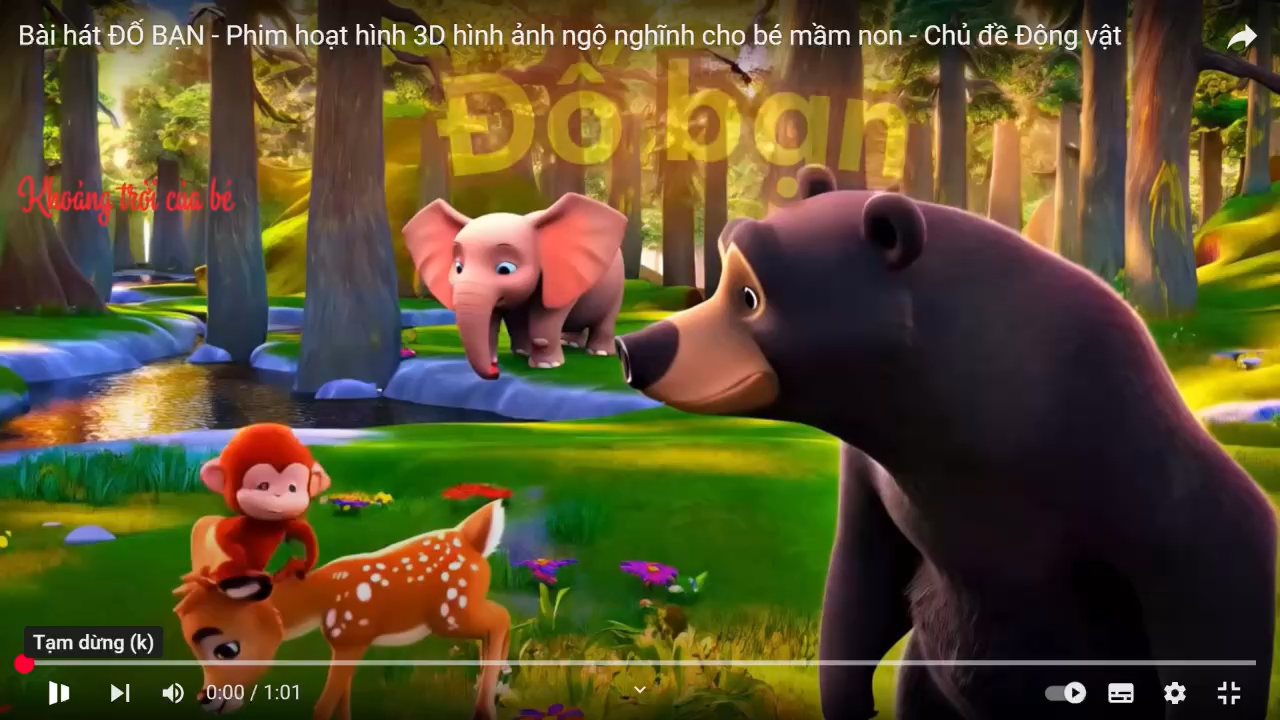 Bài hát ĐỐ BẠN - Phim hoạt hình 3D hình ảnh ngộ nghĩnh cho bé mầm non - Chủ đề Động vật
Đố bạn
Khoảng trời của bé
Tạm dừng (k)
0:00 / 1:01